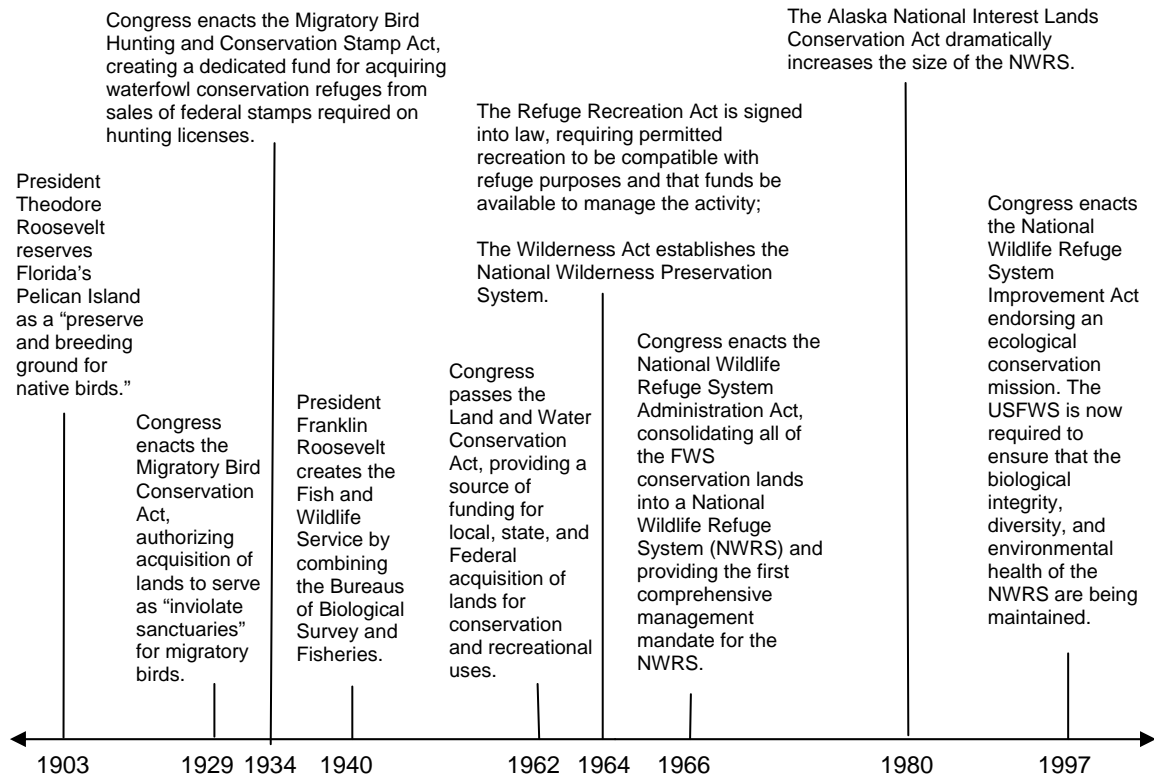 Congress enacts the Migratory Bird
Hunting and Conservation Stamp Act,
creating a dedicated fund for acquiring
waterfowl conservation refuges from
sales of federal stamps required on
hunting licenses.
The Alaska National Interest Lands
Conservation Act dramatically
increases the size of the NWRS.
The Refuge Recreation Act is signed
into law, requiring permitted
recreation to be compatible with
refuge purposes and that funds be
available to manage the activity;
The Wilderness Act establishes the
National Wilderness Preservation
System.
President
Theodore
Roosevelt
reserves
Florida's
Pelican Island
as a “preserve
and breeding
ground for
native birds.”
Congress
enacts the
Migratory Bird
Conservation
Act,
authorizing
acquisition of
lands to serve
as “inviolate
sanctuaries”
for migratory
birds.
President
Franklin
Roosevelt
creates the
Fish and
Wildlife
Service by
combining
the Bureaus
of Biological
Survey and
Fisheries.
Congress
passes the
Land and Water
Conservation
Act, providing a
source of
funding for
local, state, and
Federal
acquisition of
lands for
conservation
and recreational
uses.
Congress enacts the
National Wildlife
Refuge System
Administration Act,
consolidating all of
the FWS
conservation lands
into a National
Wildlife Refuge
System (NWRS) and
providing the first
comprehensive
management
mandate for the
NWRS.
Congress enacts
the National
Wildlife Refuge
System
Improvement Act
endorsing an
ecological
conservation
mission. The
USFWS is now
required to
ensure that the
biological
integrity,
diversity, and
environmental
health of the
NWRS are being
maintained.
1903 1929 1934 1940 1962 1964 1966 1980 1997